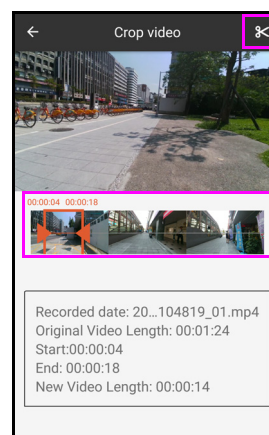 Crop video
00:00:04 00:00:18
Recorded date: 20...104819_01.mp4
Original Video Length: 00:01:24
Start:00:00:04
End: 00:00:18
New Video Length: 00:00:14